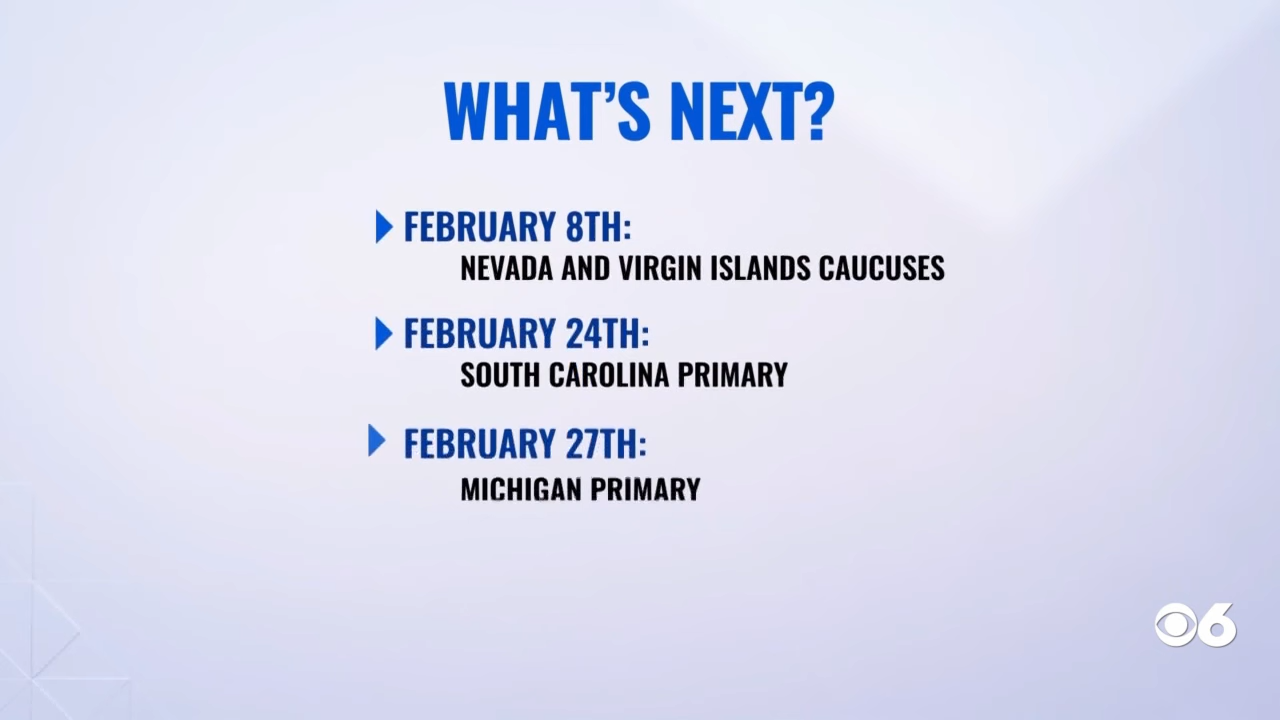 WHAT'S NEXT?
FEBRUARY 8TH:
NEVADA AND VIRGIN ISLANDS CAUCUSES
FEBRUARY 24TH:
SOUTH CAROLINA PRIMARY
FEBRUARY 27TH:
MICHIGAN PRIMARY
6